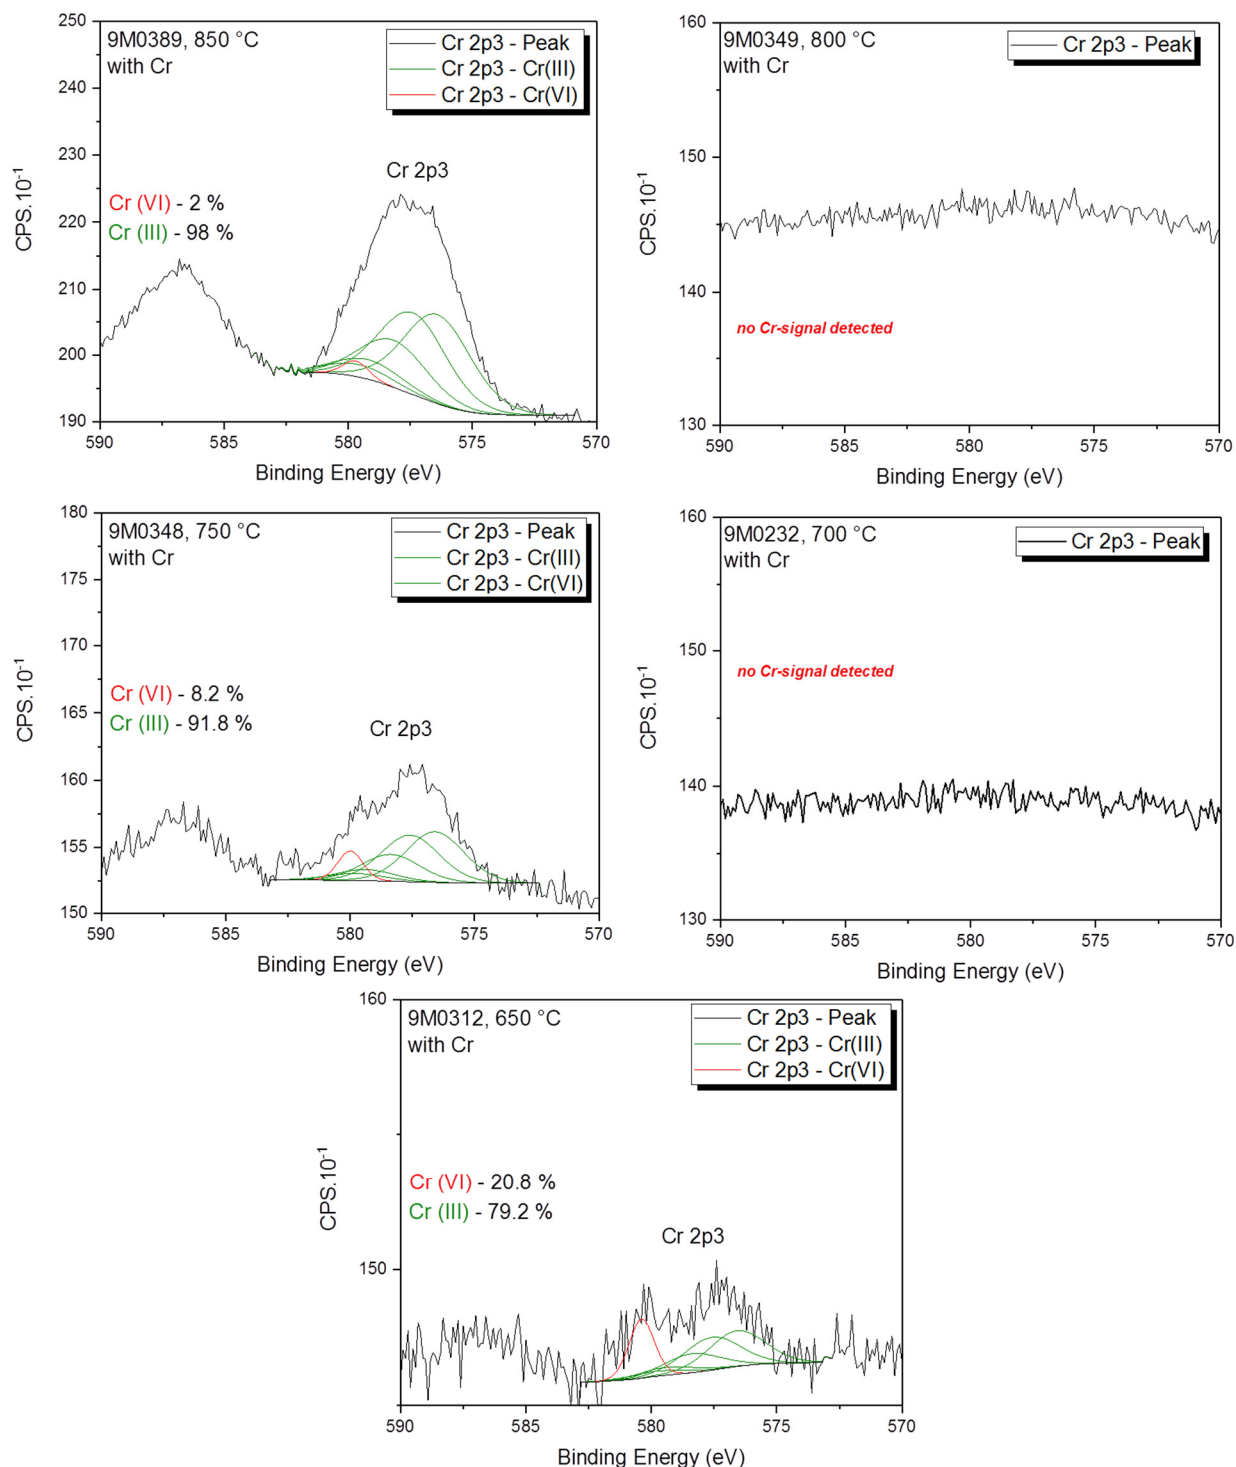 9M0389, 850 °C
with Cr
Cr 2p3 - Peak
Cr 2p3 - Cr(III)
Cr 2p3 - Cr(VI)
Cr 2p3
Cr (VI) - 2 %
Cr (III) - 98 %
CPS.10-1
250
240
230
220
210
200
190
590
585
580
575
570
Binding Energy (eV)
9M0349, 800 °C
with Cr
Cr 2p3 - Peak
no Cr-signal detected
CPS.10-1
160
150
140
130
590
585
580
575
570
Binding Energy (eV)
9M0348, 750 °C
with Cr
Cr 2p3 - Peak
Cr 2p3 - Cr(III)
Cr 2p3 - Cr(VI)
Cr (VI) - 8.2 %
Cr (III) - 91.8 %
Cr 2p3
CPS.10-1
180
175
170
165
160
155
150
590
585
580
575
570
Binding Energy (eV)
9M0232, 700 °C
with Cr
Cr 2p3 - Peak
no Cr-signal detected
CPS.10-1
160
150
140
130
590
585
580
575
570
Binding Energy (eV)
9M0312, 650 °C
with Cr
Cr 2p3 - Peak
Cr 2p3 - Cr(III)
Cr 2p3 - Cr(VI)
Cr (VI) - 20.8 %
Cr (III) - 79.2 %
Cr 2p3
CPS.10-1
160
150
590
585
580
575
570
Binding Energy (eV)